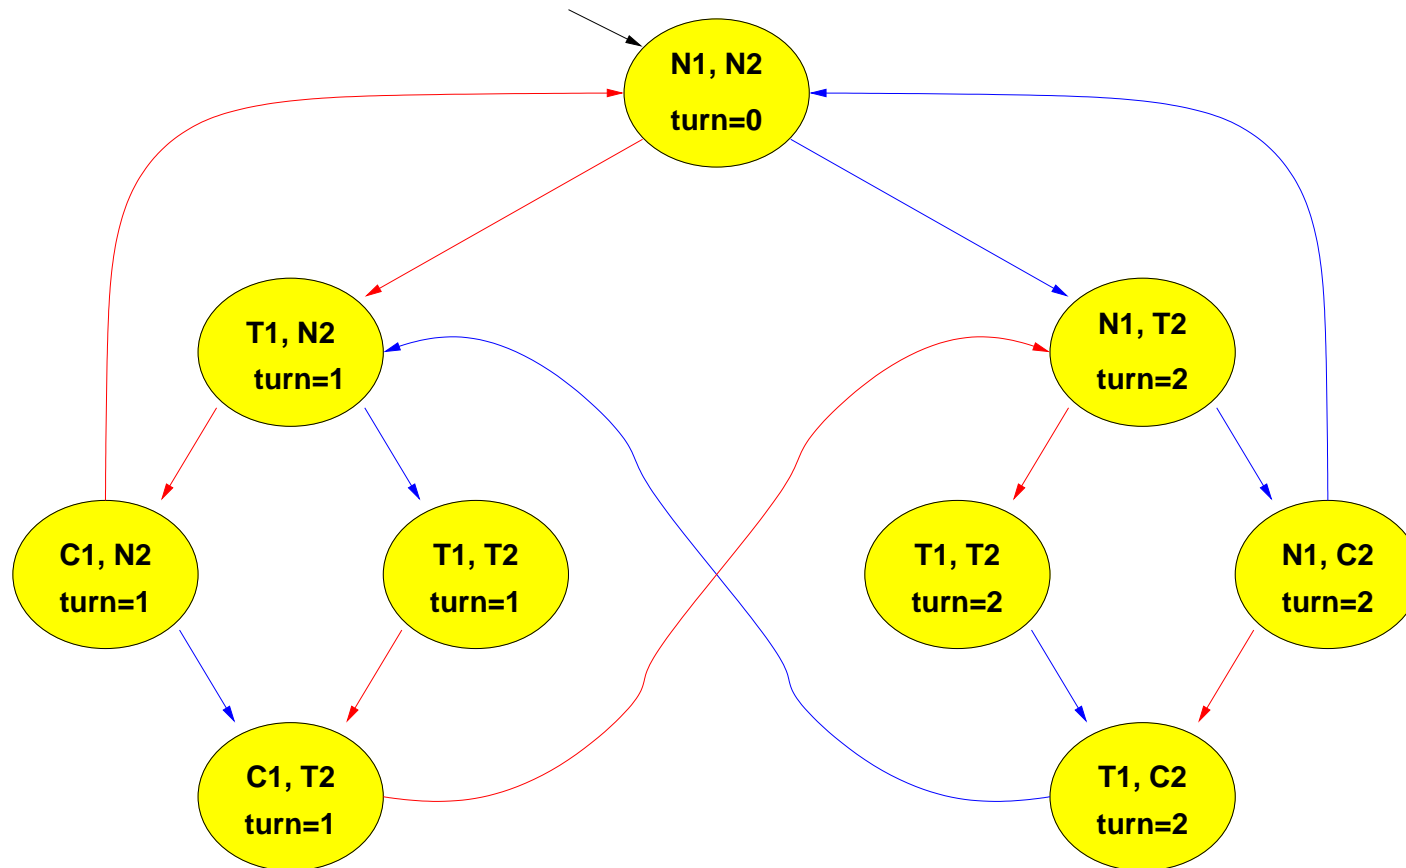 N1, N2
turn=0
T1, N2
turn=1
N1, T2
turn=2
C1, N2
turn=1
T1, T2
turn=1
T1, T2
turn=2
N1, C2
turn=2
C1, T2
turn=1
T1, C2
turn=2